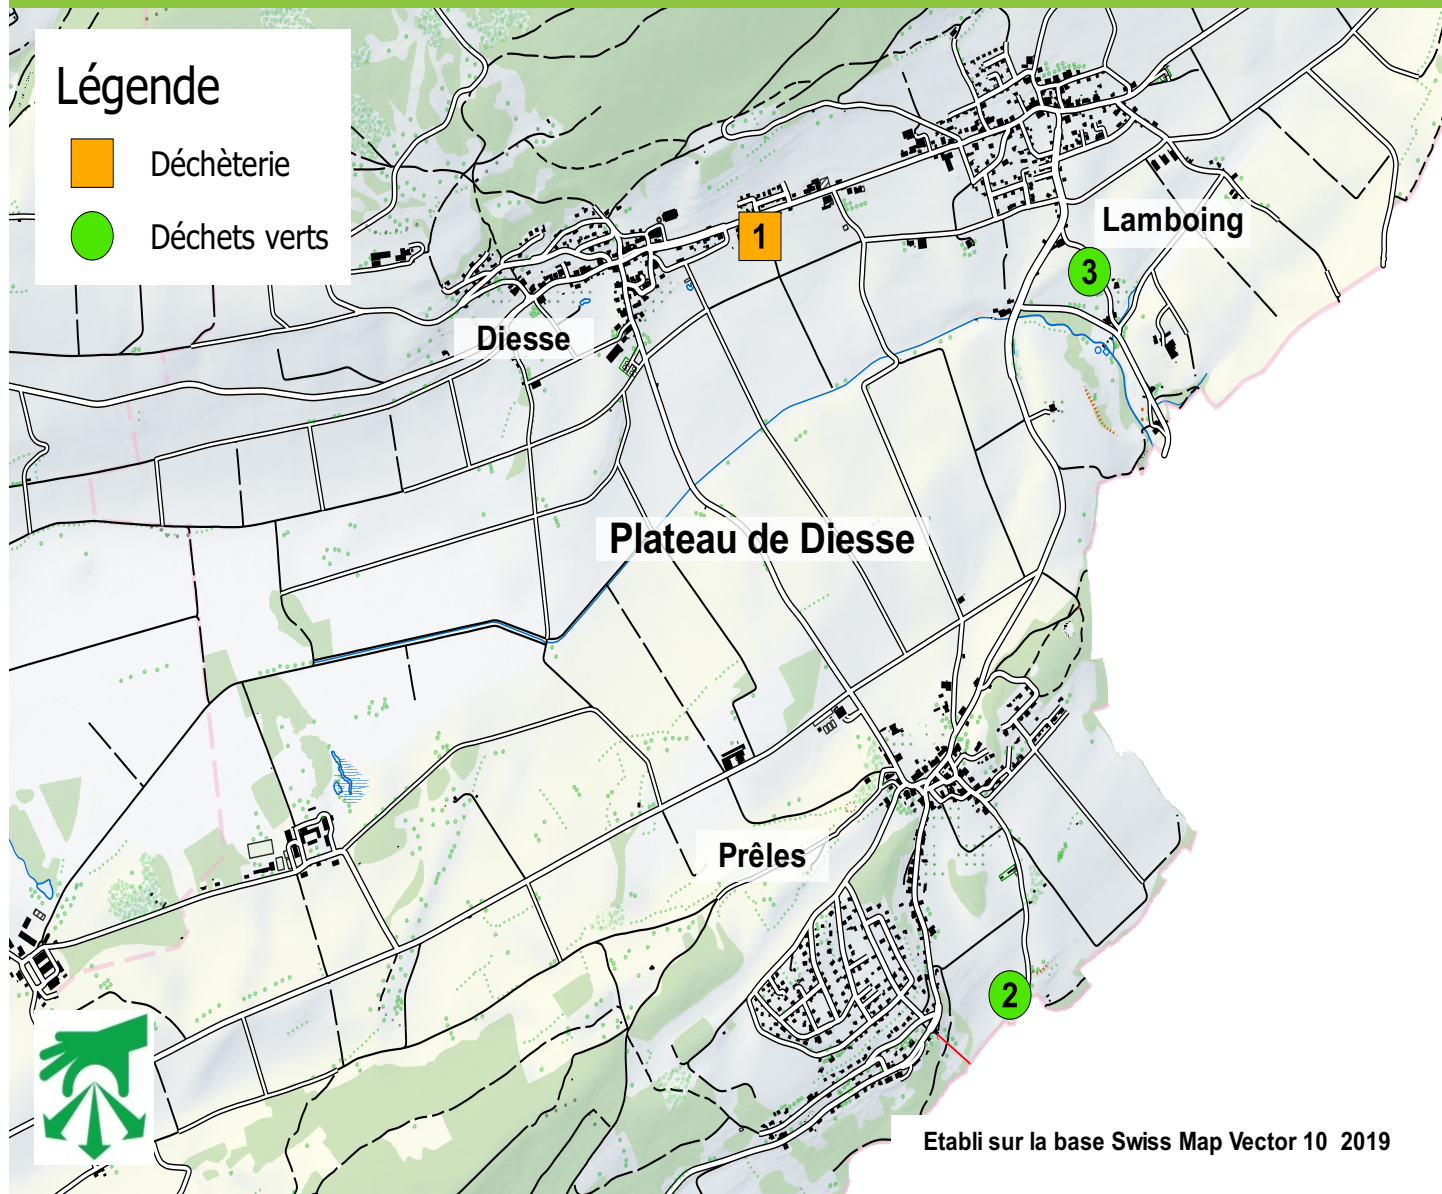 Légende
Déchèterie
Déchets verts
1
Lamboing
3
Diesse
Plateau de Diesse
Prêles
2
Etabli sur la base Swiss Map Vector 10 2019